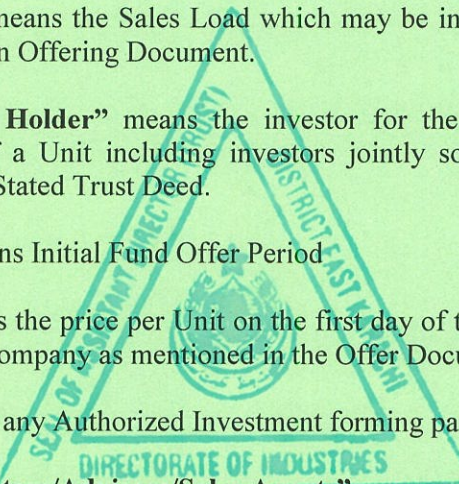 means the Sales Load which may be in
n Offering Document.
Holder” means the investor for the
f a Unit including investors jointly so
Stated Trust Deed.
ns Initial Fund Offer Period
s the price per Unit on the first day of t
ompany as mentioned in the Offer Docu
any Authorized Investment forming pa
SEAL OF ASSISTANT DIRECTOR (TRUST)
DISTRICT EAST KARACHI
DIRECTORATE OF INDUSTRIES